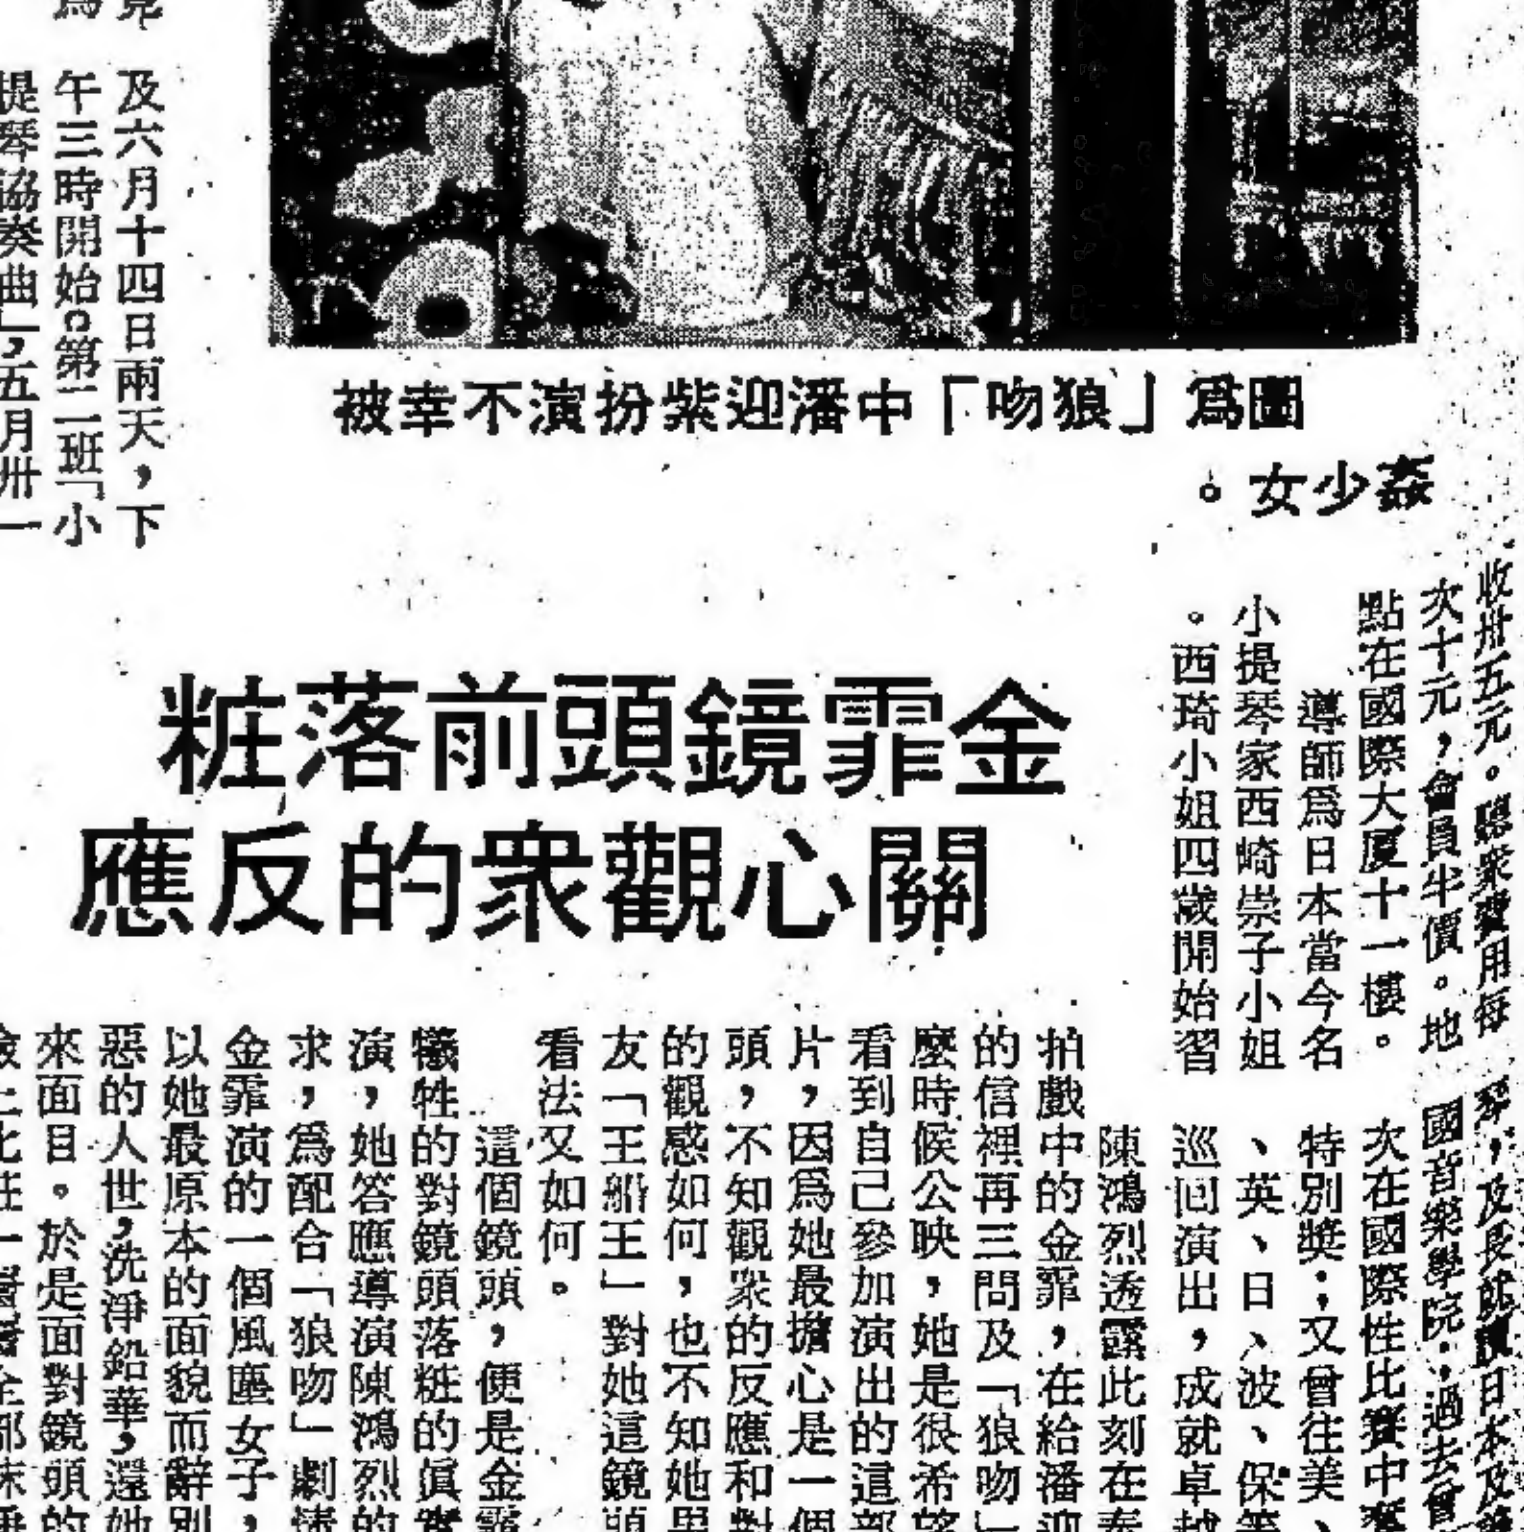 圖爲「狼吻」中潘迎紫扮演不幸被
姦少女。
金霏鏡頭前落粧
關心觀衆的反應
收卅五元。聽衆費用每
次十元，會員半價。地
點在國際大厦十一樓。
導師爲日本當今名
小提琴家西崎崇子小姐
。西琦小姐四歲開始習
琴，及長就讀日本及
國音樂學院，過去曾
次在國際性比賽中
特別獎；又曾往美、
、英、日、波、保等
巡回演出，成就卓越
陳鴻烈透露此刻在
拍戲中的金霏，在給潘迎
的信裡再三問及「狼吻」
麼時候公映，她是很希望
看到自己參加演出的這部
片，因爲她最擔心是一個
頭，不知觀衆的反應和對
的觀感如何，也不知她男
友「王船王」對她這鏡頭
看法又如何。
這個鏡頭，便是金霏
犧牲的對鏡頭落粧的眞實
演，她答應導演陳鴻烈的
求，爲配合「狼吻」劇情
金霏演的一個風塵女子，
以她最原本的面貌而辭別
惡的人世，洗淨鉛華，還她
來面目。於是面對鏡頭的
及六月十四日兩天，下
午三時開始。第二班「小
提琴協奏曲」，五月卅一